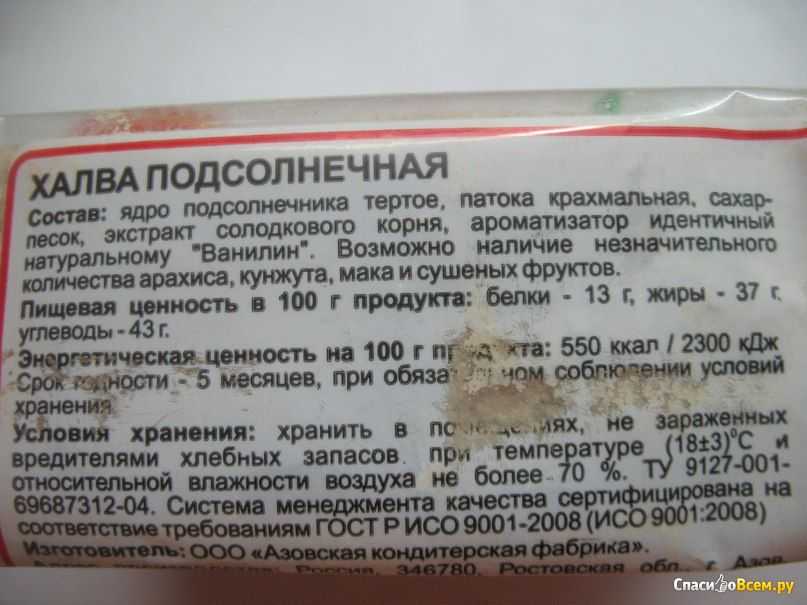 ХАЛВА ПОДСОЛНЕЧНАЯ
Состав: ядро подсолнечника тертое, патока крахмальная, сахар-
песок, экстракт солодкового корня, ароматизатор идентичный
натуральному "Ванилин". Возможно наличие незначительного
количества арахиса, кунжута, мака и сушеных фруктов.
Пищевая ценность в 100 г продукта: белки - 13 г, жиры - 37 г,
углеводы - 43 г.
Энергетическая ценность на 100 г продукта: 550 ккал / 2300 кДж
Срок годности - 5 месяцев, при обязательном соблюдении условий
хранения
Условия хранения: хранить в помещениях, не зараженных
вредителями хлебных запасов при температуре (18±3)°С и
относительной влажности воздуха не более 70 %. ТУ 9127-001-
69687312-04. Система менеджмента качества сертифицирована на
соответствие требованиям ГОСТ Р ИСО 9001-2008 (ИСО 9001:2008)
Изготовитель: ООО «Азовская кондитерская фабрика».
Россия, 346780, Ростовская обл., г. Азов,
СпасибоВсем.ру